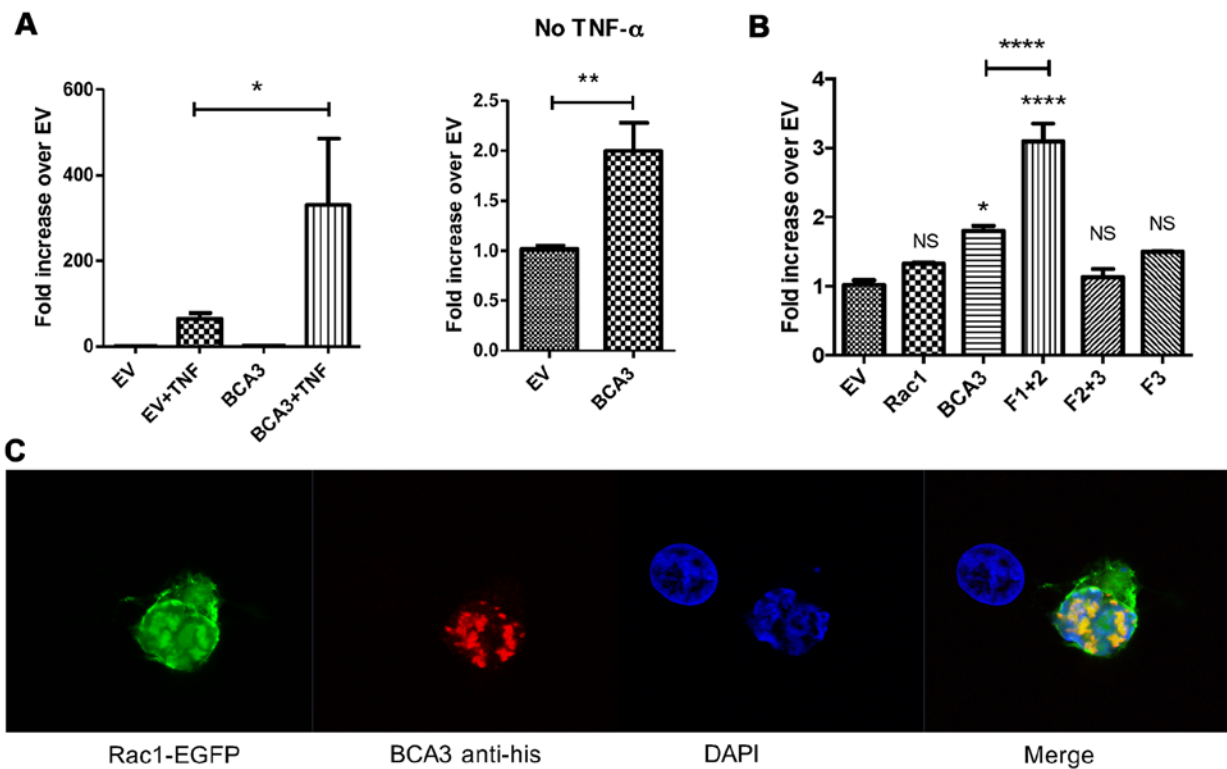 A
No TNF-α
B
Fold increase over EV
600
400
200
0
*
EV
EV+TNF
BCA3
BCA3+TNF
Fold increase over EV
2.5
2.0
1.5
1.0
0.5
0.0
**
EV
BCA3
Fold increase over EV
4
3
2
1
0
****
****
NS
*
NS
NS
EV
Rac1
BCA3
F1+2
F2+3
F3
C
Rac1-EGFP
BCA3 anti-his
DAPI
Merge